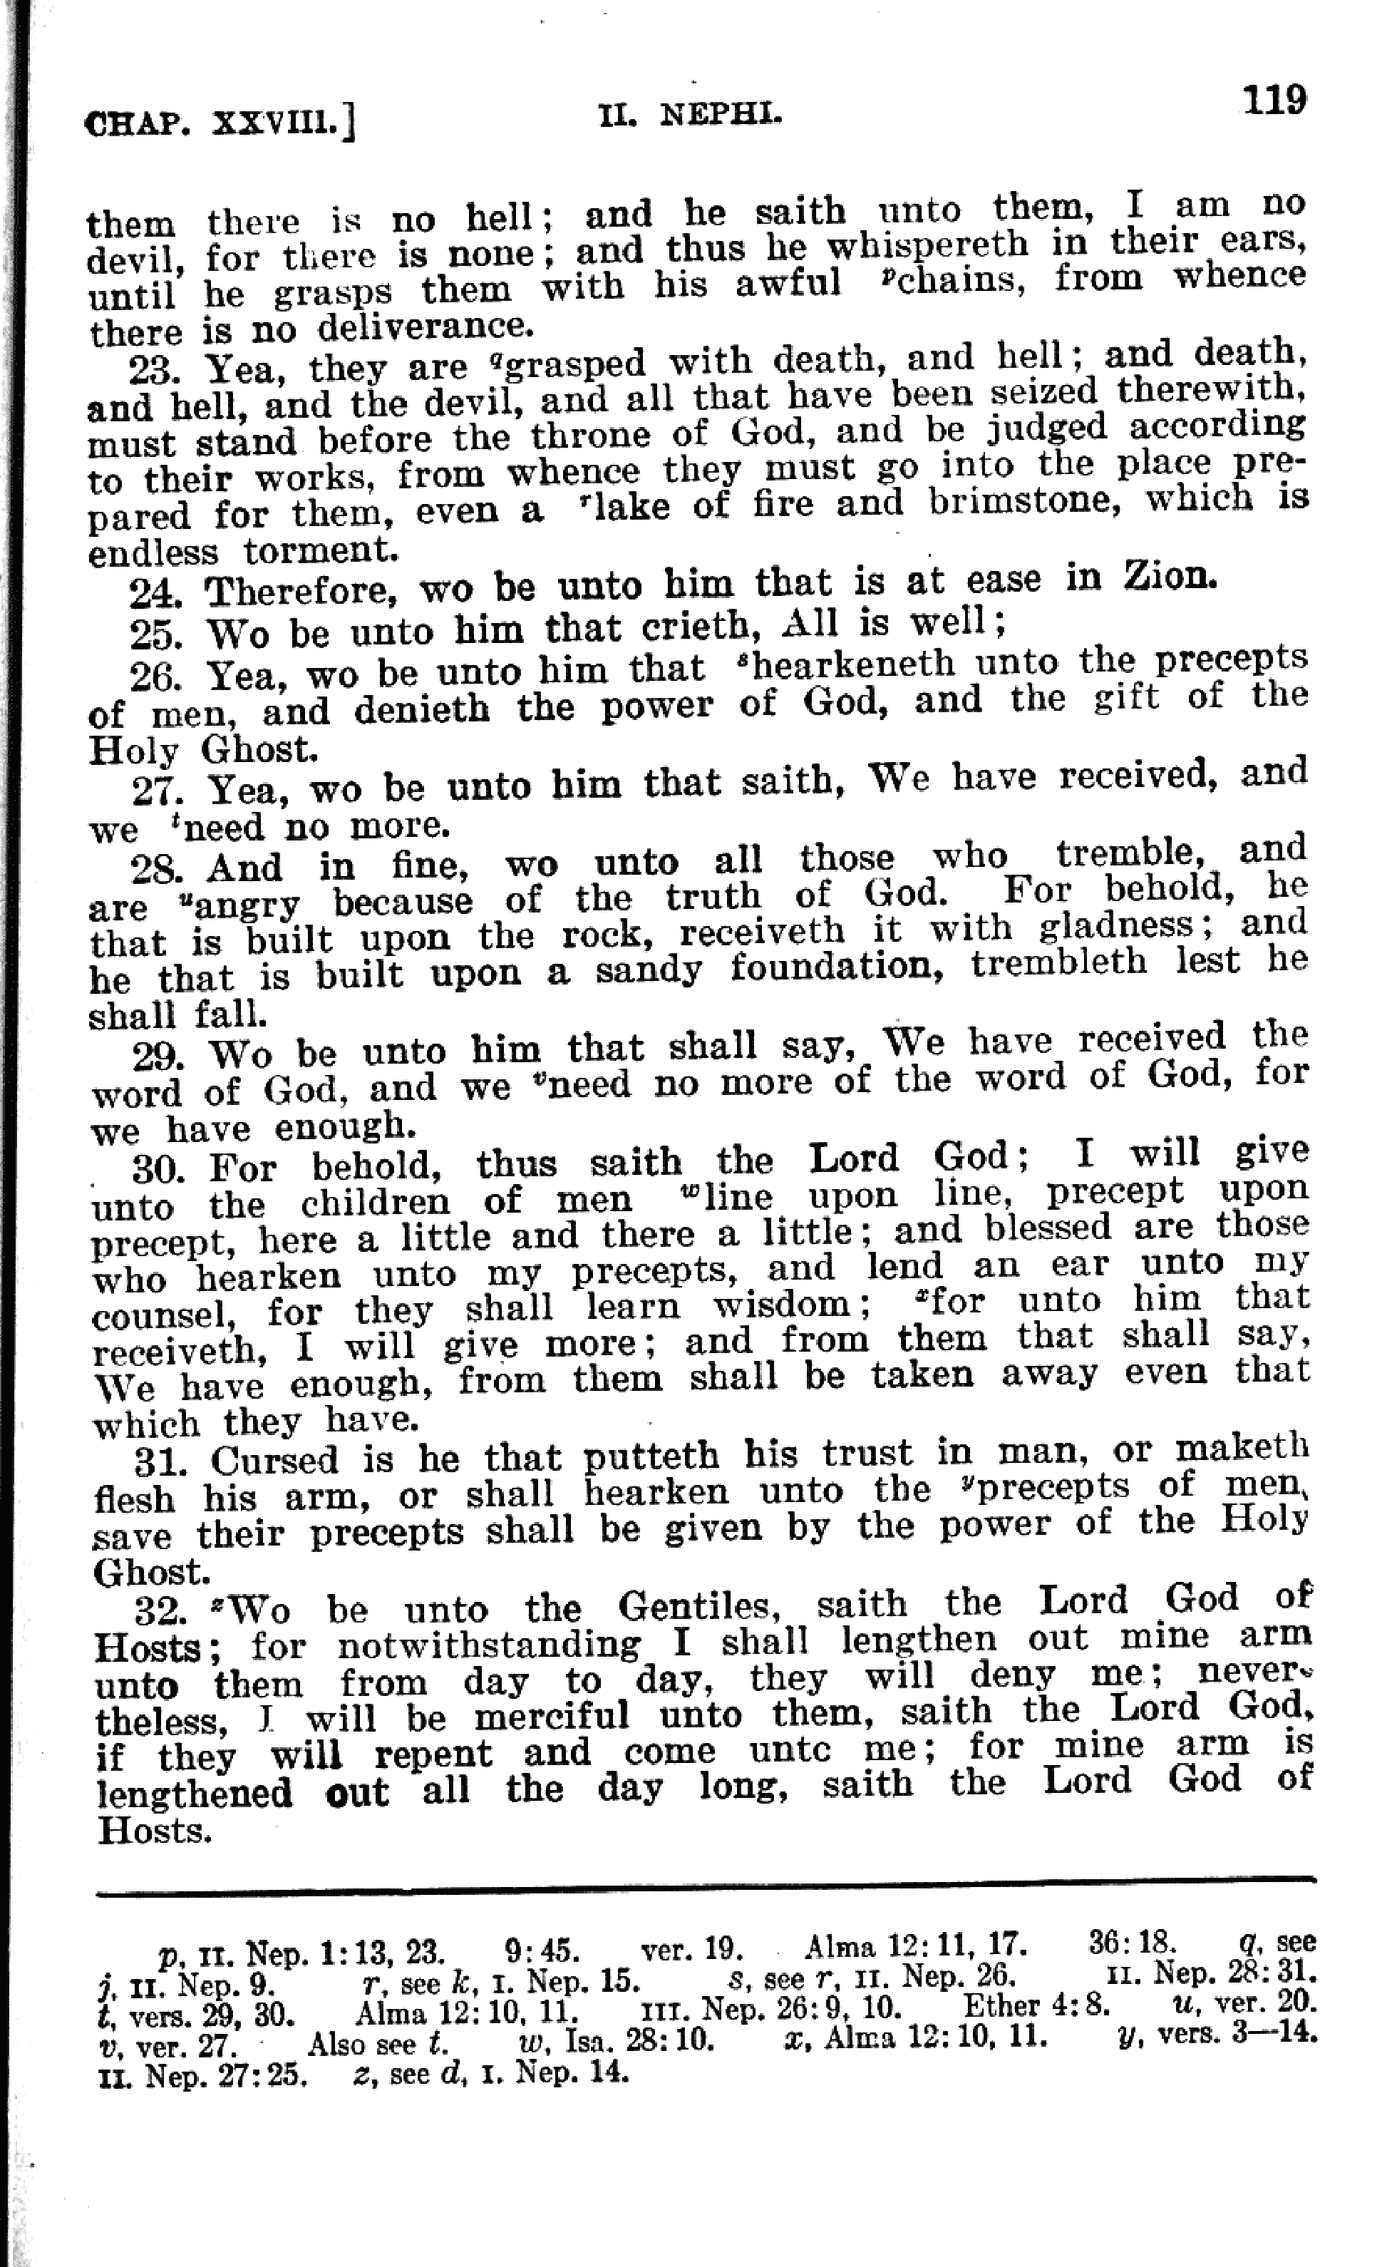 CHAP. XXVIII.] II. NEPHI. 119
them there is no hell; and he saith unto them, I am no
devil, for there is none; and thus he whispereth in their ears,
until he grasps them with his awful ᵖchains, from whence
there is no deliverance.
23. Yea, they are ᵠgrasped with death, and hell; and death,
and hell, and the devil, and all that have been seized therewith,
must stand before the throne of God, and be judged according
to their works, from whence they must go into the place pre-
pared for them, even a ʳlake of fire and brimstone, which is
endless torment.
24. Therefore, wo be unto him that is at ease in Zion.
25. Wo be unto him that crieth, All is well;
26. Yea, wo be unto him that ˢhearkeneth unto the precepts
of men, and denieth the power of God, and the gift of the
Holy Ghost.
27. Yea, wo be unto him that saith, We have received, and
we ᵗneed no more.
28. And in fine, wo unto all those who tremble, and
are ᵘangry because of the truth of God. For behold, he
that is built upon the rock, receiveth it with gladness; and
he that is built upon a sandy foundation, trembleth lest he
shall fall.
29. Wo be unto him that shall say, We have received the
word of God, and we ᵛneed no more of the word of God, for
we have enough.
30. For behold, thus saith the Lord God; I will give
unto the children of men ʷline upon line, precept upon
precept, here a little and there a little; and blessed are those
who hearken unto my precepts, and lend an ear unto my
counsel, for they shall learn wisdom; ˣfor unto him that
receiveth, I will give more; and from them that shall say,
We have enough, from them shall be taken away even that
which they have.
31. Cursed is he that putteth his trust in man, or maketh
flesh his arm, or shall hearken unto the ʸprecepts of men,
save their precepts shall be given by the power of the Holy
Ghost.
32. ᶻWo be unto the Gentiles, saith the Lord God of
Hosts; for notwithstanding I shall lengthen out mine arm
unto them from day to day, they will deny me; never-
theless, I will be merciful unto them, saith the Lord God,
if they will repent and come unto me; for mine arm is
lengthened out all the day long, saith the Lord God of
Hosts.
p, II. Nep. 1:13, 23. 9:45. ver. 19. Alma 12:11, 17. 36:18. q, see
j, II. Nep. 9. r, see k, I. Nep. 15. s, see r, II. Nep. 26. II. Nep. 28:31.
t, vers. 29, 30. Alma 12:10, 11. III. Nep. 26:9, 10. Ether 4:8. u, ver. 20.
v, ver. 27. Also see t. w, Isa. 28:10. x, Alma 12:10, 11. y, vers. 3—14.
II. Nep. 27:25. z, see d, I. Nep. 14.